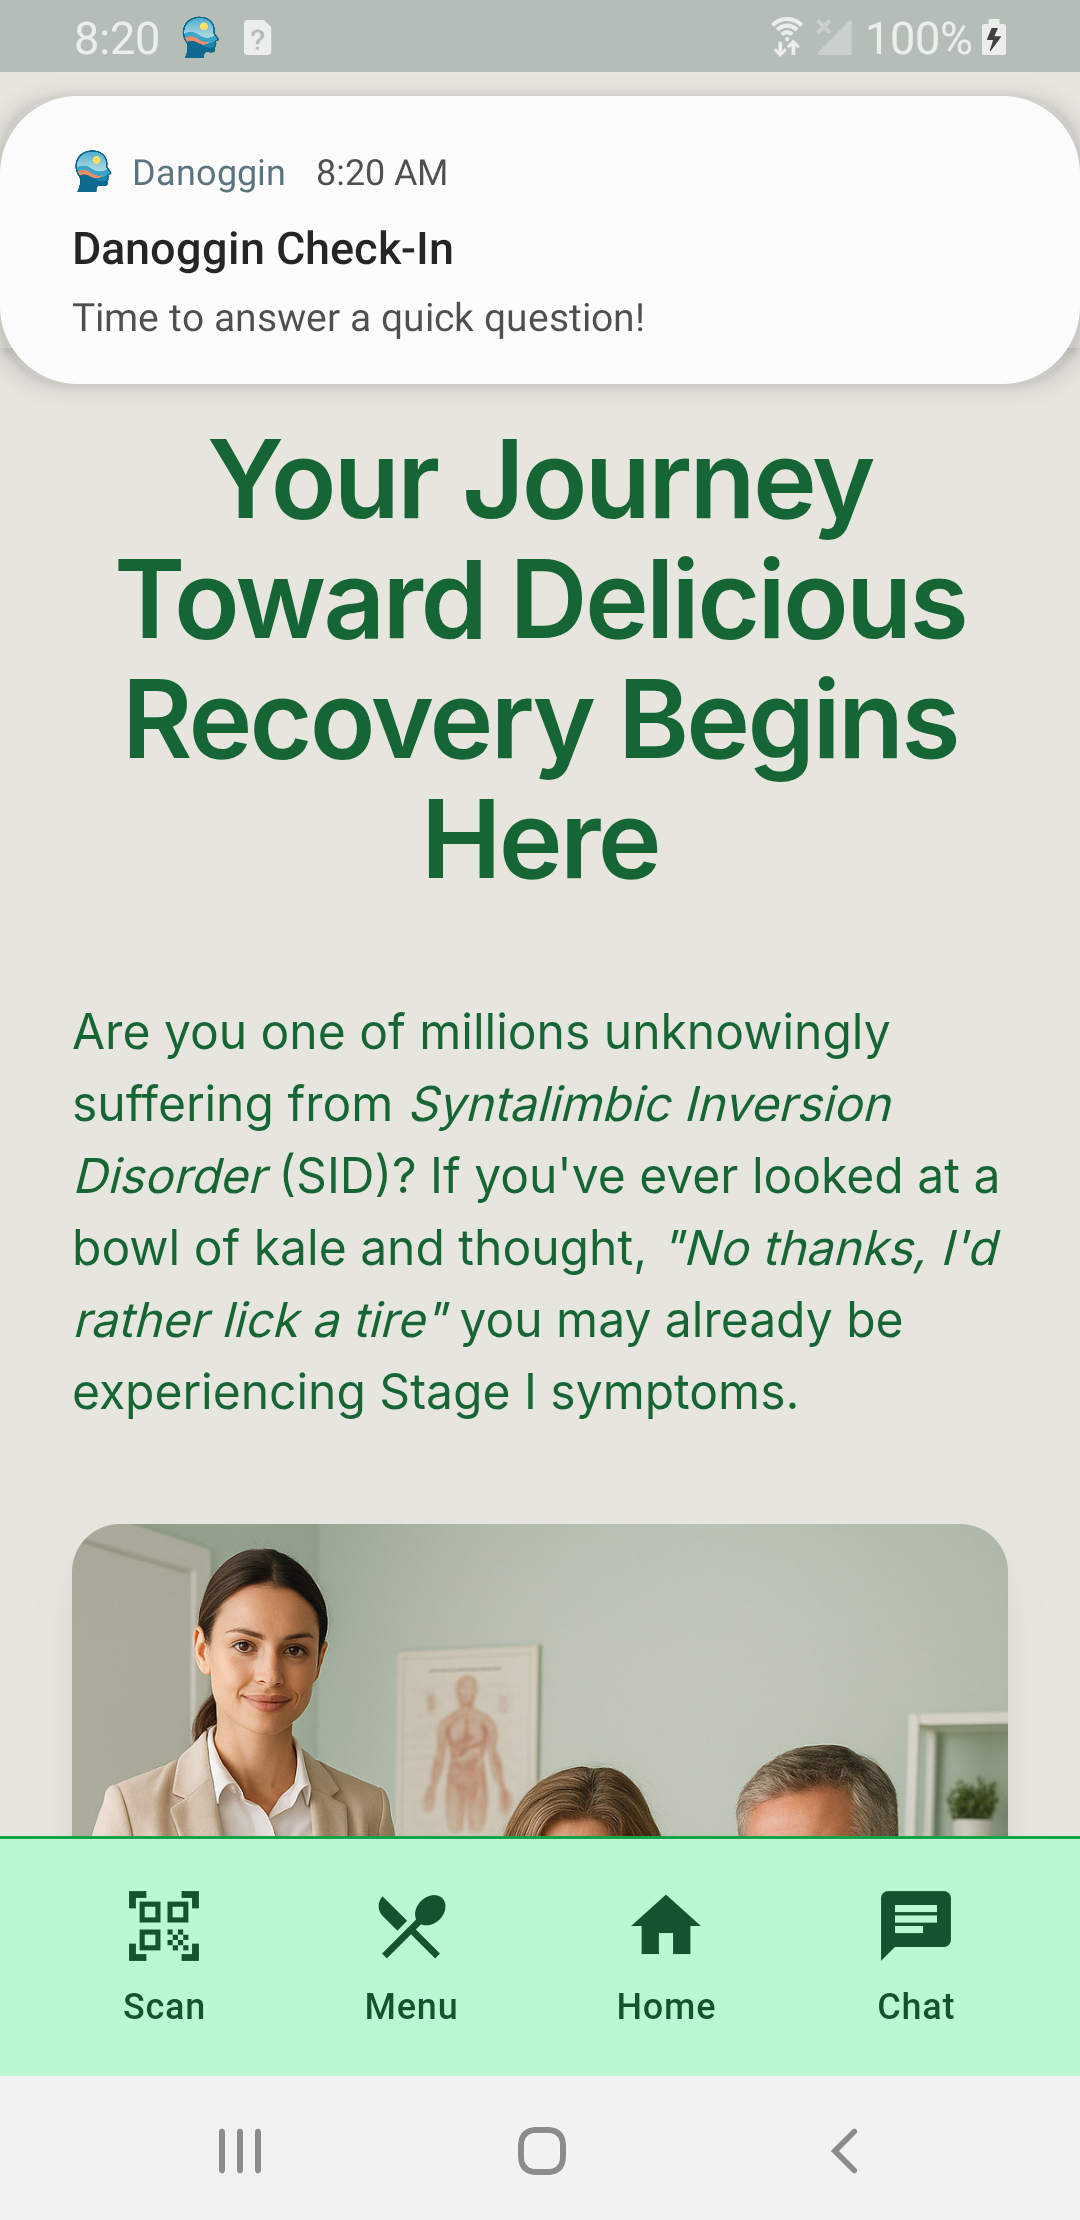 8:20
100%
Danoggin 8:20 AM
Danoggin Check-In
Time to answer a quick question!
Your Journey
Toward Delicious
Recovery Begins
Here
Are you one of millions unknowingly
suffering from Syntalimbic Inversion
Disorder (SID)? If you've ever looked at a
bowl of kale and thought, "No thanks, I'd
rather lick a tire" you may already be
experiencing Stage I symptoms.
Scan
Menu
Home
Chat